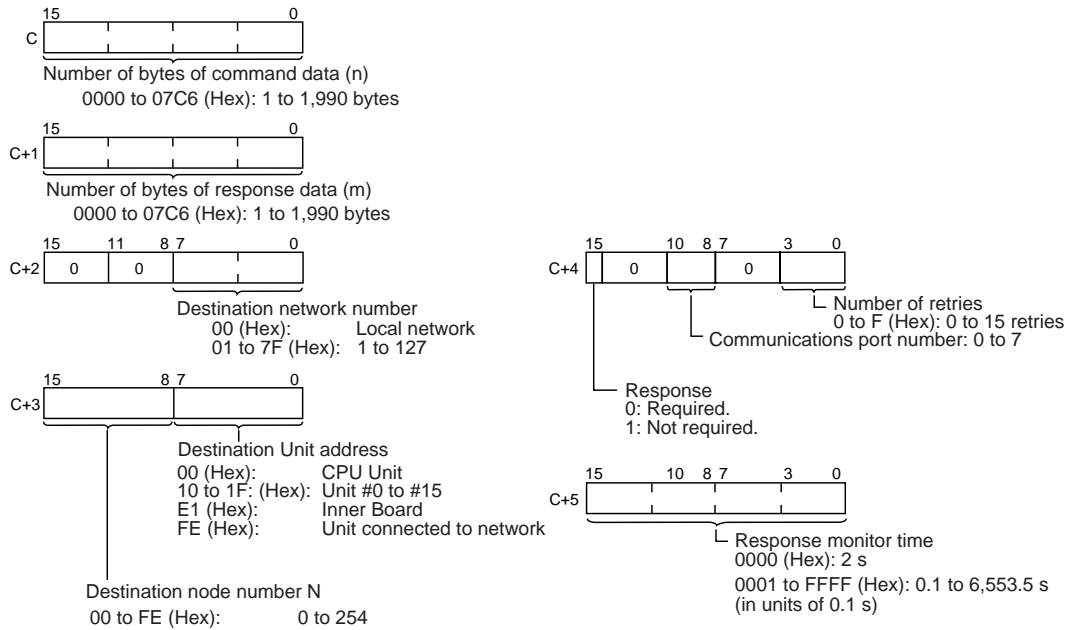 15 0
C
Number of bytes of command data (n)
0000 to 07C6 (Hex): 1 to 1,990 bytes
15 0
C+1
Number of bytes of response data (m)
0000 to 07C6 (Hex): 1 to 1,990 bytes
15 11 8 7 0
C+2 0 0
Destination network number
00 (Hex): Local network
01 to 7F (Hex): 1 to 127
15 8 7 0
C+3
Destination Unit address
00 (Hex): CPU Unit
10 to 1F: (Hex): Unit #0 to #15
E1 (Hex): Inner Board
FE (Hex): Unit connected to network
Destination node number N
00 to FE (Hex): 0 to 254
15 10 8 7 3 0
C+4 0 0
Number of retries
0 to F (Hex): 0 to 15 retries
Communications port number: 0 to 7
Response
0: Required.
1: Not required.
15 10 8 7 3 0
C+5
Response monitor time
0000 (Hex): 2 s
0001 to FFFF (Hex): 0.1 to 6,553.5 s
(in units of 0.1 s)